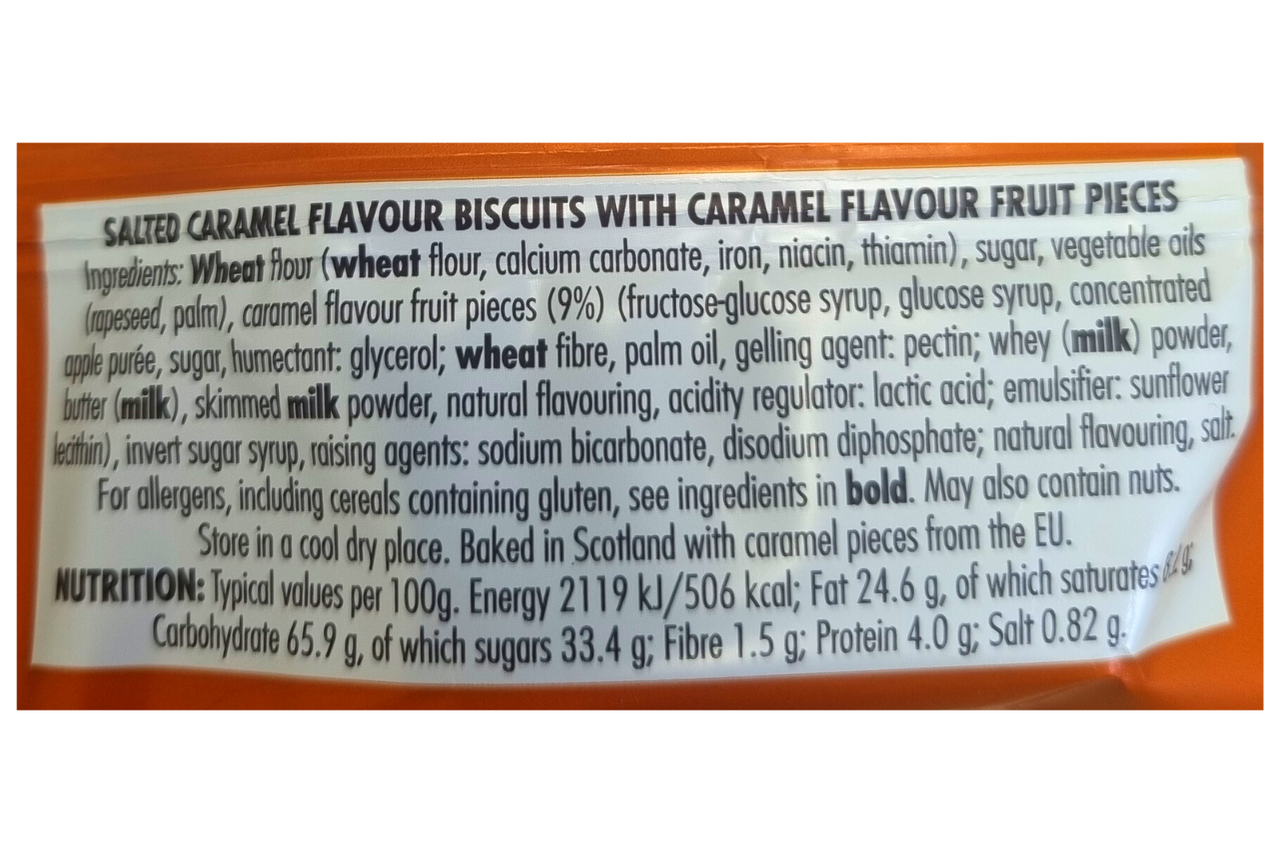 SALTED CARAMEL FLAVOUR BISCUITS WITH CARAMEL FLAVOUR FRUIT PIECES
Ingredients: Wheat flour (wheat flour, calcium carbonate, iron, niacin, thiamin), sugar, vegetable oils
(rapeseed, palm), caramel flavour fruit pieces (9%) (fructose-glucose syrup, glucose syrup, concentrated
apple purée, sugar, humectant: glycerol; wheat fibre, palm oil, gelling agent: pectin; whey (milk) powder,
butter (milk), skimmed milk powder, natural flavouring, acidity regulator: lactic acid; emulsifier: sunflower
lecithin), invert sugar syrup, raising agents: sodium bicarbonate, disodium diphosphate; natural flavouring, salt.
For allergens, including cereals containing gluten, see ingredients in bold. May also contain nuts.
Store in a cool dry place. Baked in Scotland with caramel pieces from the EU.
NUTRITION: Typical values per 100g. Energy 2119 kJ/506 kcal; Fat 24.6 g, of which saturates
Carbohydrate 65.9 g, of which sugars 33.4 g; Fibre 1.5 g; Protein 4.0 g; Salt 0.82 g.